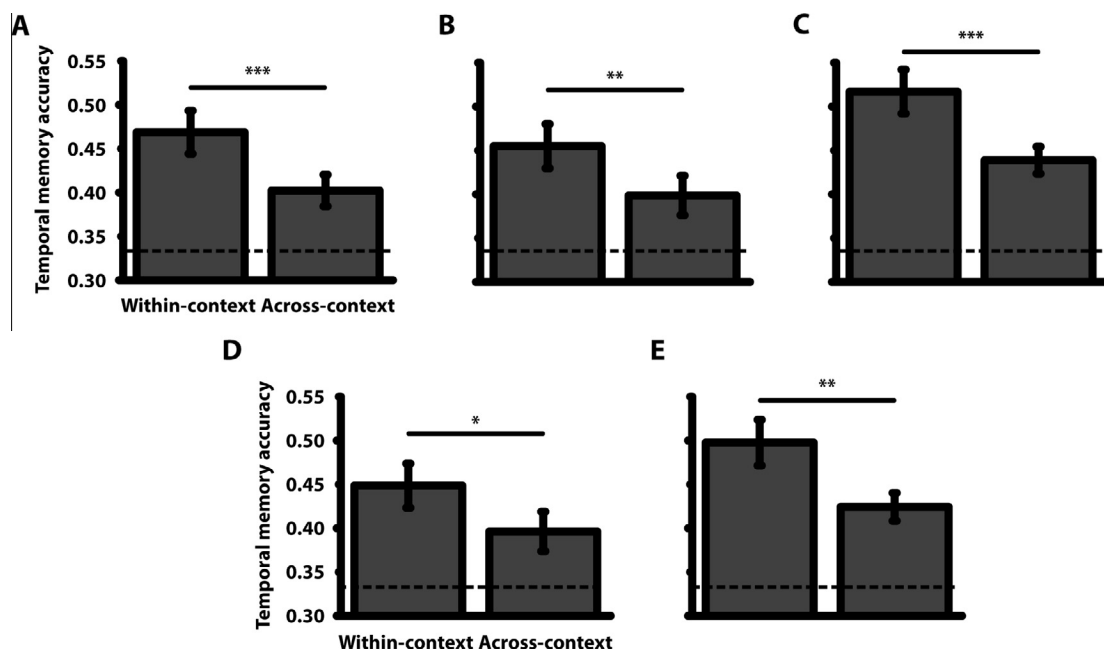 A
B
C
Temporal memory accuracy
0.55
0.50
0.45
0.40
0.35
0.30
***
**
***
Within-context Across-context
D
E
Temporal memory accuracy
0.55
0.50
0.45
0.40
0.35
0.30
*
**
Within-context Across-context